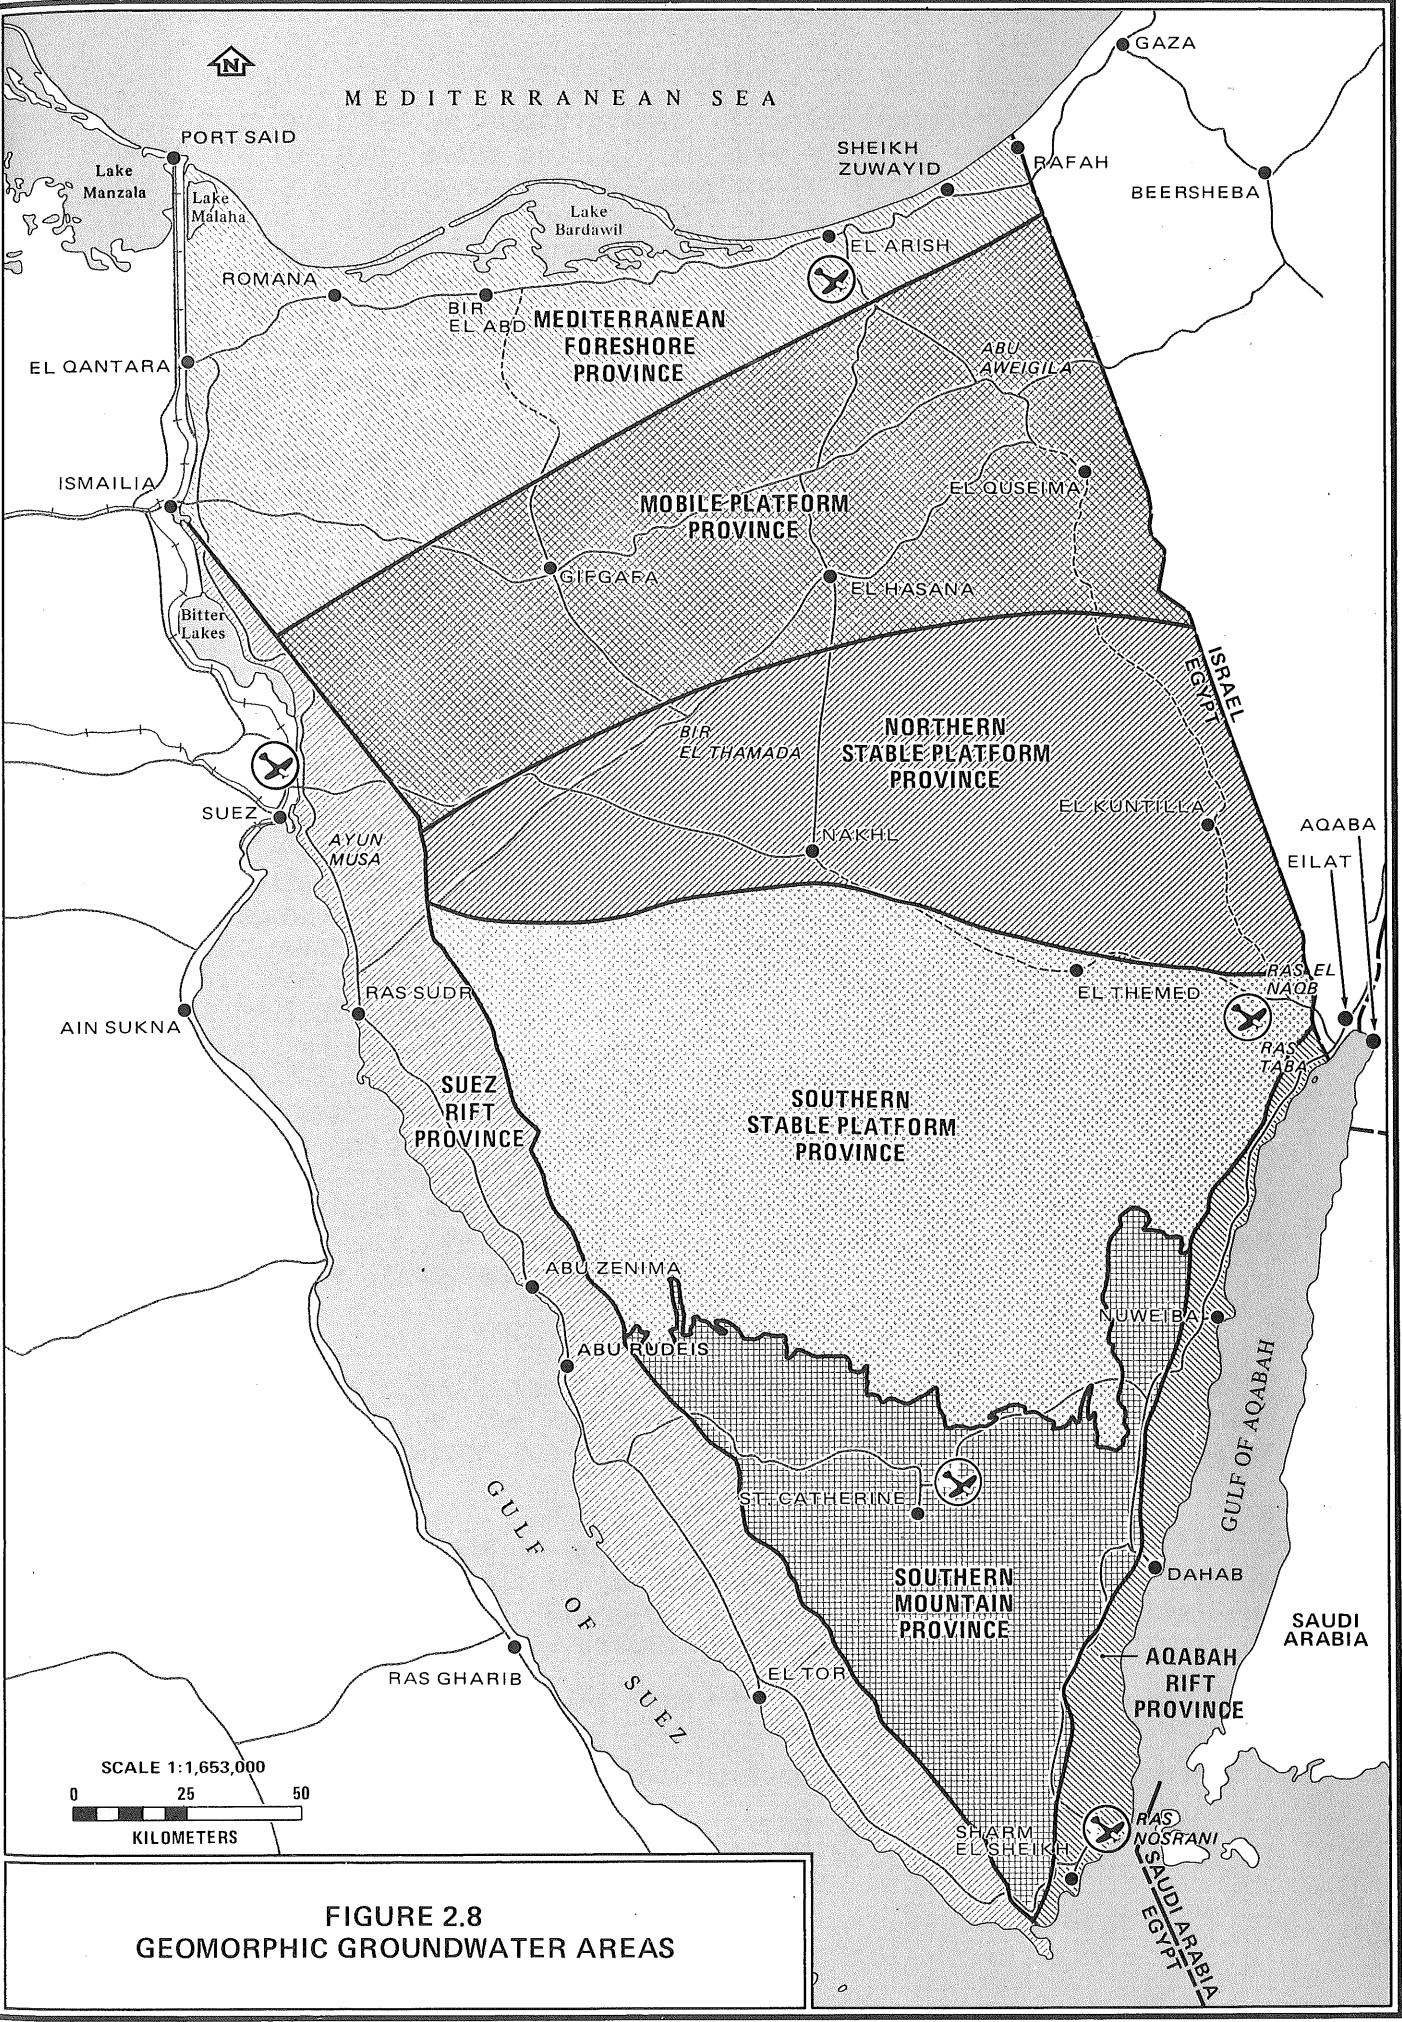 N
MEDITERRANEAN SEA
GAZA
PORT SAID
SHEIKH
ZUWAYID
RAFAH
BEERSHEBA
Lake
Manzala
Lake
Malaha
Lake
Bardawil
EL ARISH
ROMANA
BIR
EL ABD
MEDITERRANEAN
FORESHORE
PROVINCE
EL QANTARA
ABU
AWEIGILA
ISMAILIA
EL QUSEIMA
MOBILE PLATFORM
PROVINCE
GIFGAFA
EL HASANA
Bitter
Lakes
ISRAEL
EGYPT
BIR
EL THAMADA
NORTHERN
STABLE PLATFORM
PROVINCE
SUEZ
AYUN
MUSA
NAKHL
EL KUNTILLA
AQABA
EILAT
RAS EL
NAQB
EL THEMED
RAS SUDR
AIN SUKNA
RAS
TABA
SUEZ
RIFT
PROVINCE
SOUTHERN
STABLE PLATFORM
PROVINCE
ABU ZENIMA
NUWEIBA
ABU RUDEIS
GULF OF AQABAH
ST. CATHERINE
GULF OF SUEZ
SOUTHERN
MOUNTAIN
PROVINCE
DAHAB
SAUDI
ARABIA
AQABAH
RIFT
PROVINCE
RAS GHARIB
EL TOR
SCALE 1:1,653,000
0 25 50
KILOMETERS
SHARM
EL SHEIKH
RAS
NOSRANI
SAUDI ARABIA
EGYPT
FIGURE 2.8
GEOMORPHIC GROUNDWATER AREAS